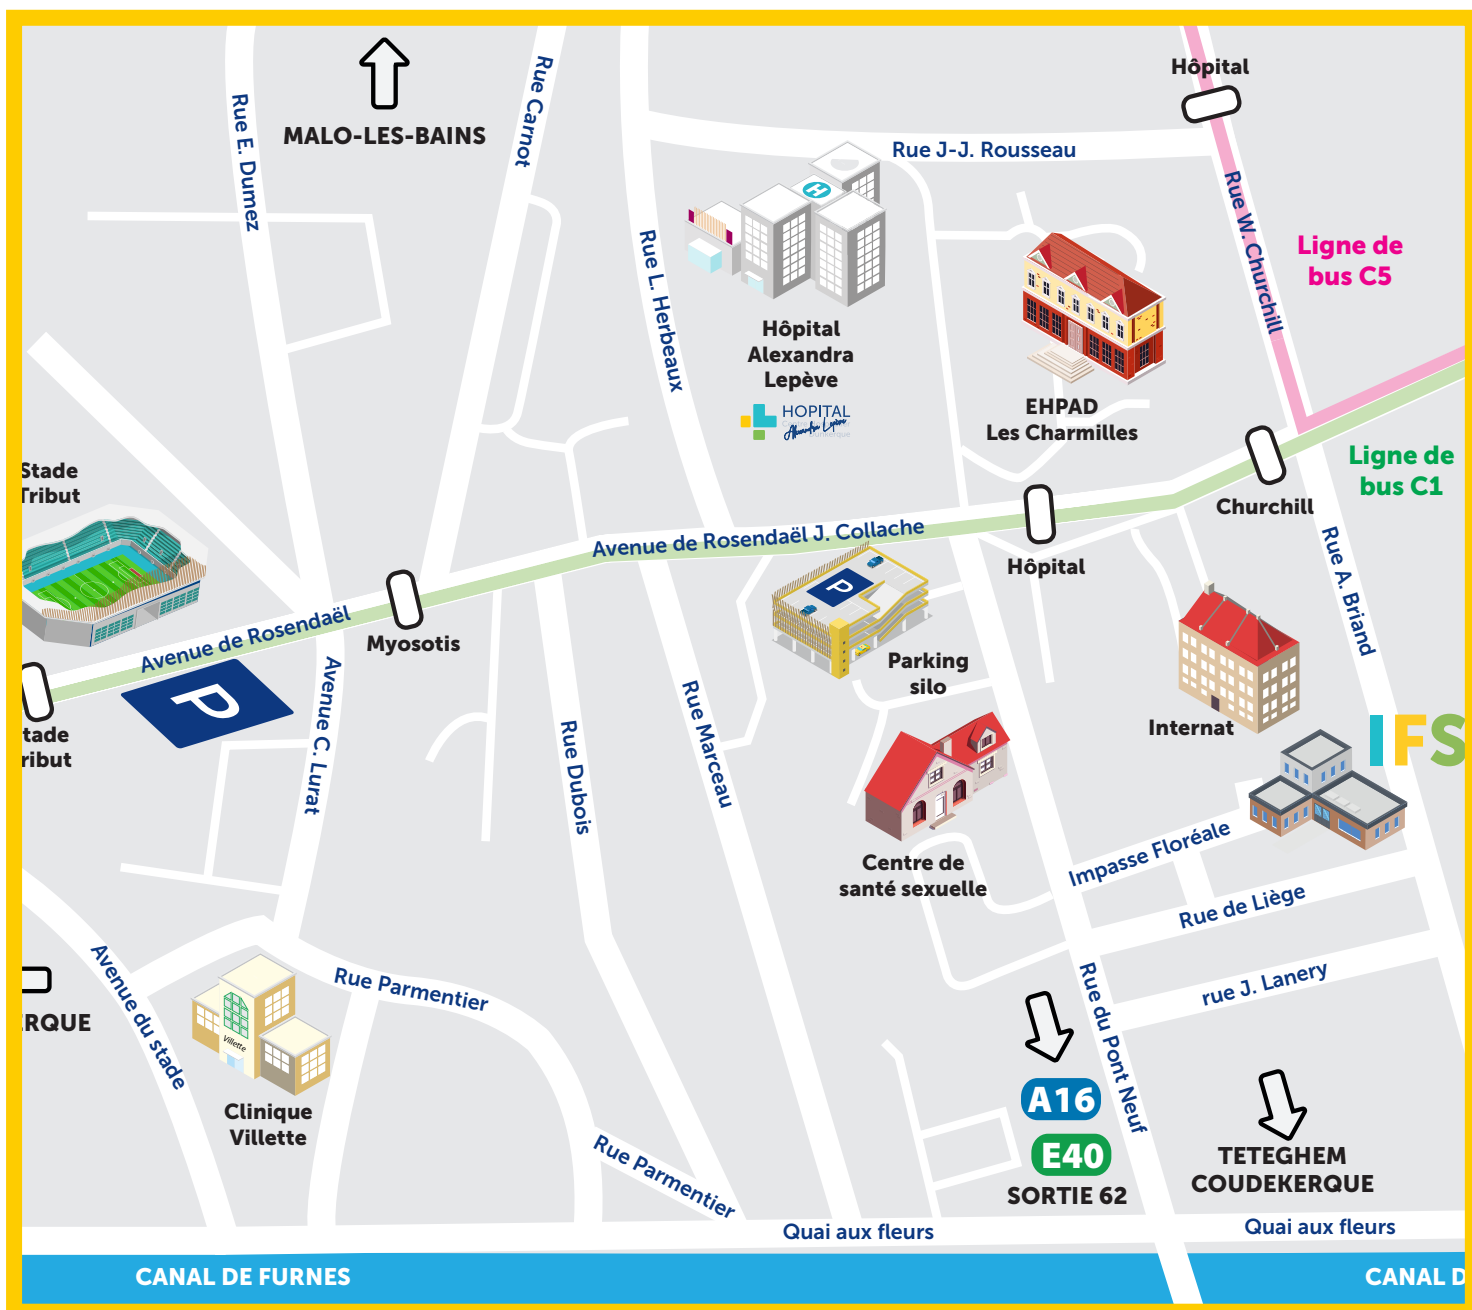 Hôpital
Rue Carnot
Rue E. Dumez
MALO-LES-BAINS
Rue J-J. Rousseau
H
Rue W. Churchill
Ligne de
bus C5
Rue L. Herbeaux
Hôpital
Alexandra
Lepève
HOPITAL
Alexandra Lepève
EHPAD
Les Charmilles
Ligne de
bus C1
Stade
Tribut
Churchill
Avenue de Rosendaël J. Collache
Hôpital
Rue A. Briand
P
Avenue de Rosendaël
Myosotis
Parking
silo
P
Avenue C. Lurat
Rue Dubois
Rue Marceau
Internat
IFS
tade
ribut
Impasse Floréale
Centre de
santé sexuelle
Rue de Liège
Avenue du stade
Rue Parmentier
rue J. Lanery
ERQUE
Rue du Pont Neuf
Villette
Clinique
Villette
A16
E40
SORTIE 62
Rue Parmentier
TETEGHEM
COUDEKERQUE
Quai aux fleurs
Quai aux fleurs
CANAL DE FURNES
CANAL D